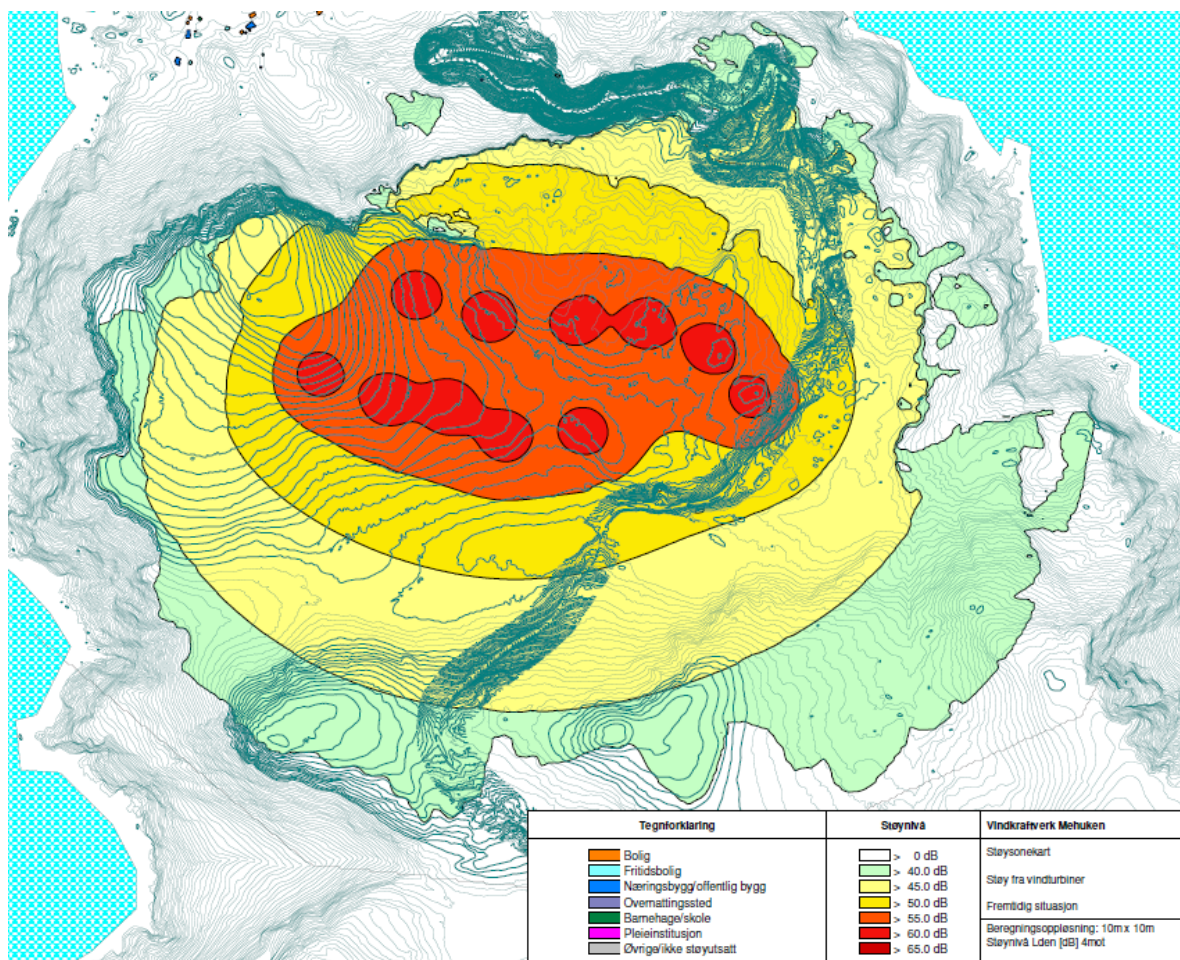 Tegnforklaring
Bolig
Fritidsbolig
Næringsbygg/offentlig bygg
Overnattingssted
Barnehage/skole
Pleieinstitusjon
Øvrige/ikke støyutsatt
Støynivå
> 0 dB
> 40.0 dB
> 45.0 dB
> 50.0 dB
> 55.0 dB
> 60.0 dB
> 65.0 dB
Vindkraftverk Mehuken
Støysonekart
Støy fra vindturbiner
Fremtidig situasjon
Beregningsoppløsning: 10m x 10m
Støynivå Lden [dB] 4mot